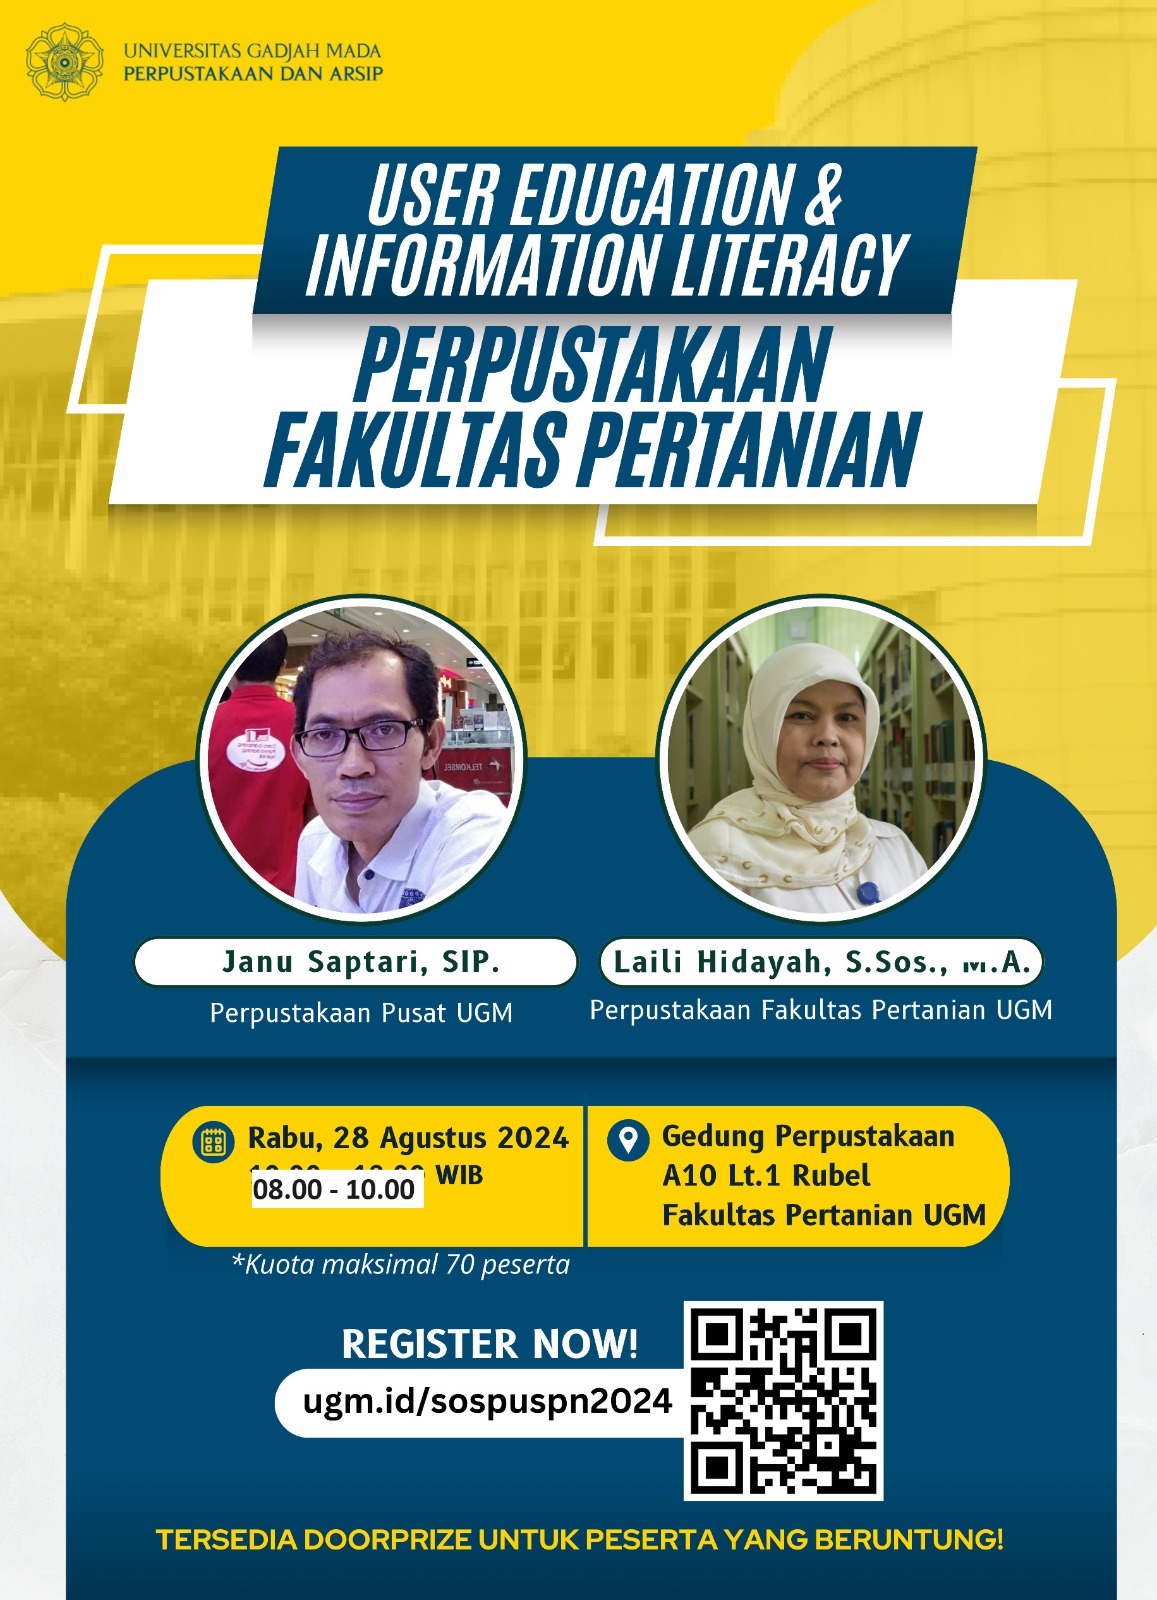 UNIVERSITAS GADJAH MADA
PERPUSTAKAAN DAN ARSIP
USER EDUCATION &
INFORMATION LITERACY
PERPUSTAKAAN
FAKULTAS PERTANIAN
TELKOMSEL
Janu Saptari, SIP.
Perpustakaan Pusat UGM
Laili Hidayah, S.Sos., M.A.
Perpustakaan Fakultas Pertanian UGM
Rabu, 28 Agustus 2024
WIB
08.00 - 10.00
Gedung Perpustakaan
A10 Lt.1 Rubel
Fakultas Pertanian UGM
*Kuota maksimal 70 peserta
REGISTER NOW!
ugm.id/sospuspn2024
TERSEDIA DOORPRIZE UNTUK PESERTA YANG BERUNTUNG!